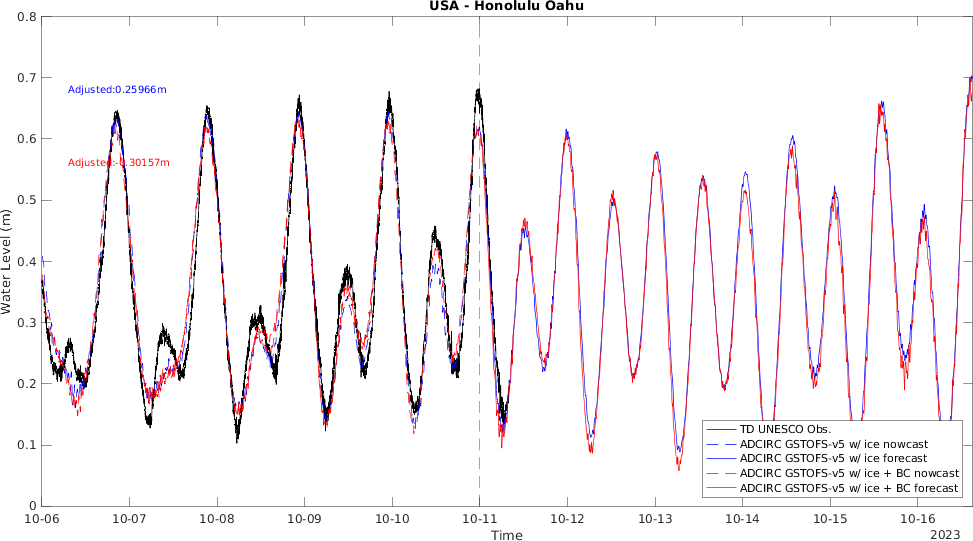 USA - Honolulu Oahu
0.8
0.7
Adjusted:0.25966m
0.6
Adjusted:-0.30157m
0.5
Water Level (m)
0.4
0.3
0.2
0.1
0
TD UNESCO Obs.
ADCIRC GSTOFS-v5 w/ ice nowcast
ADCIRC GSTOFS-v5 w/ ice forecast
ADCIRC GSTOFS-v5 w/ ice + BC nowcast
ADCIRC GSTOFS-v5 w/ ice + BC forecast
10-06 10-07 10-08 10-09 10-10 10-11 10-12 10-13 10-14 10-15 10-16
Time
2023